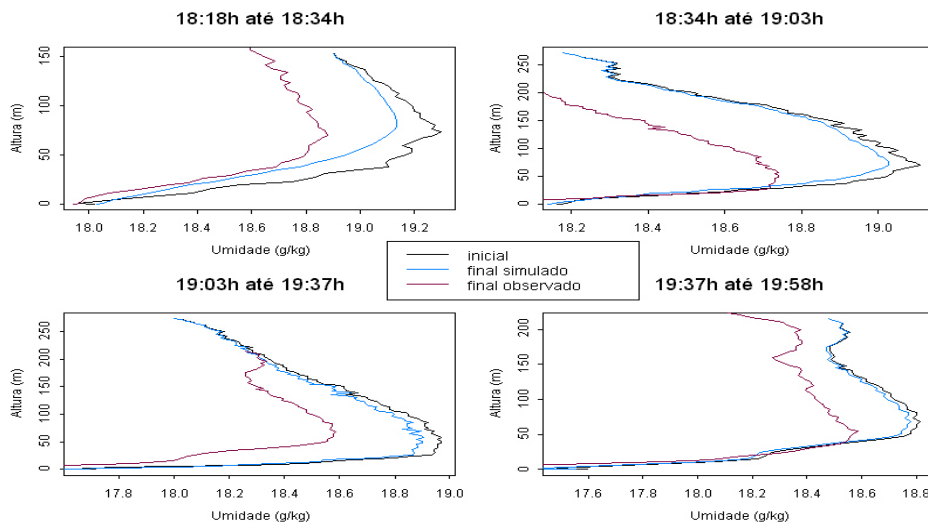 18:18h até 18:34h
Altura (m)
150
100
50
0
18.0 18.2 18.4 18.6 18.8 19.0 19.2
Umidade (g/kg)
18:34h até 19:03h
Altura (m)
250
200
150
100
50
0
18.2 18.4 18.6 18.8 19.0
Umidade (g/kg)
inicial
final simulado
final observado
19:03h até 19:37h
Altura (m)
250
200
150
100
50
0
17.8 18.0 18.2 18.4 18.6 18.8 19.0
Umidade (g/kg)
19:37h até 19:58h
Altura (m)
200
150
100
50
0
17.6 17.8 18.0 18.2 18.4 18.6 18.8
Umidade (g/kg)